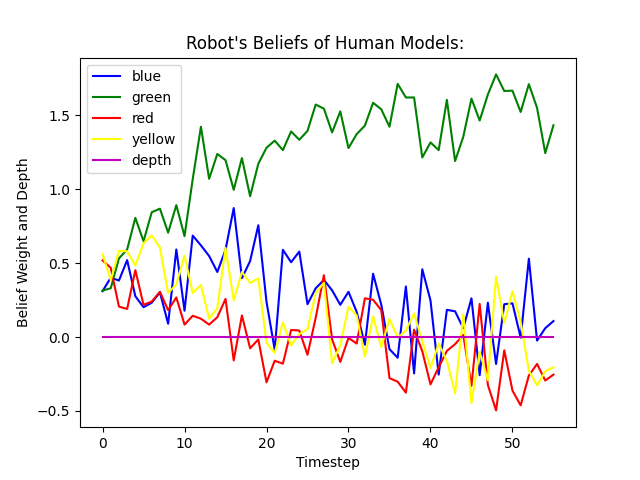 Robot's Beliefs of Human Models:
blue
green
red
yellow
depth
Belief Weight and Depth
1.5
1.0
0.5
0.0
−0.5
0 10 20 30 40 50
Timestep